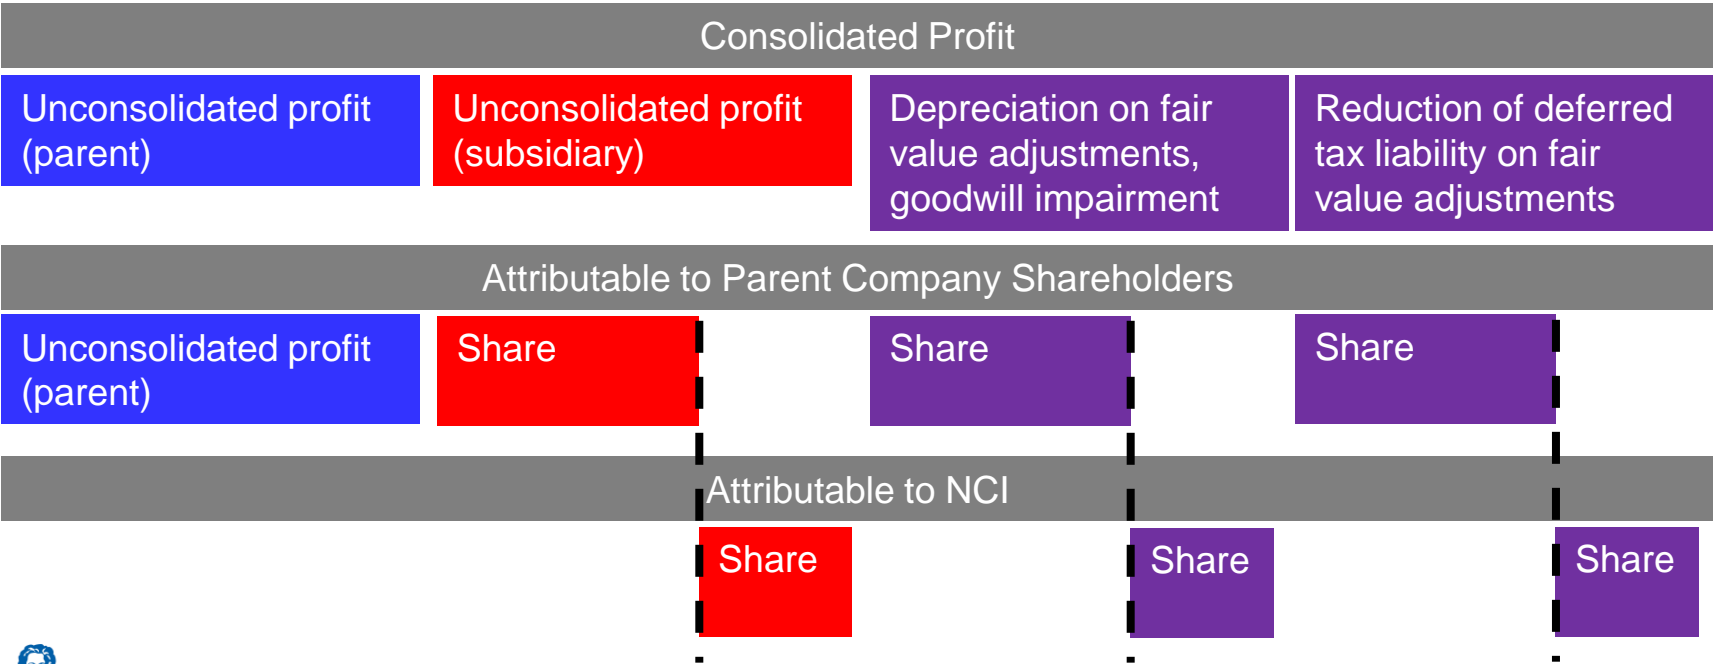 Consolidated Profit
Unconsolidated profit
(parent)
Unconsolidated profit
(subsidiary)
Depreciation on fair
value adjustments,
goodwill impairment
Reduction of deferred
tax liability on fair
value adjustments
Attributable to Parent Company Shareholders
Unconsolidated profit
(parent)
Share
Share
Share
Attributable to NCI
Share
Share
Share